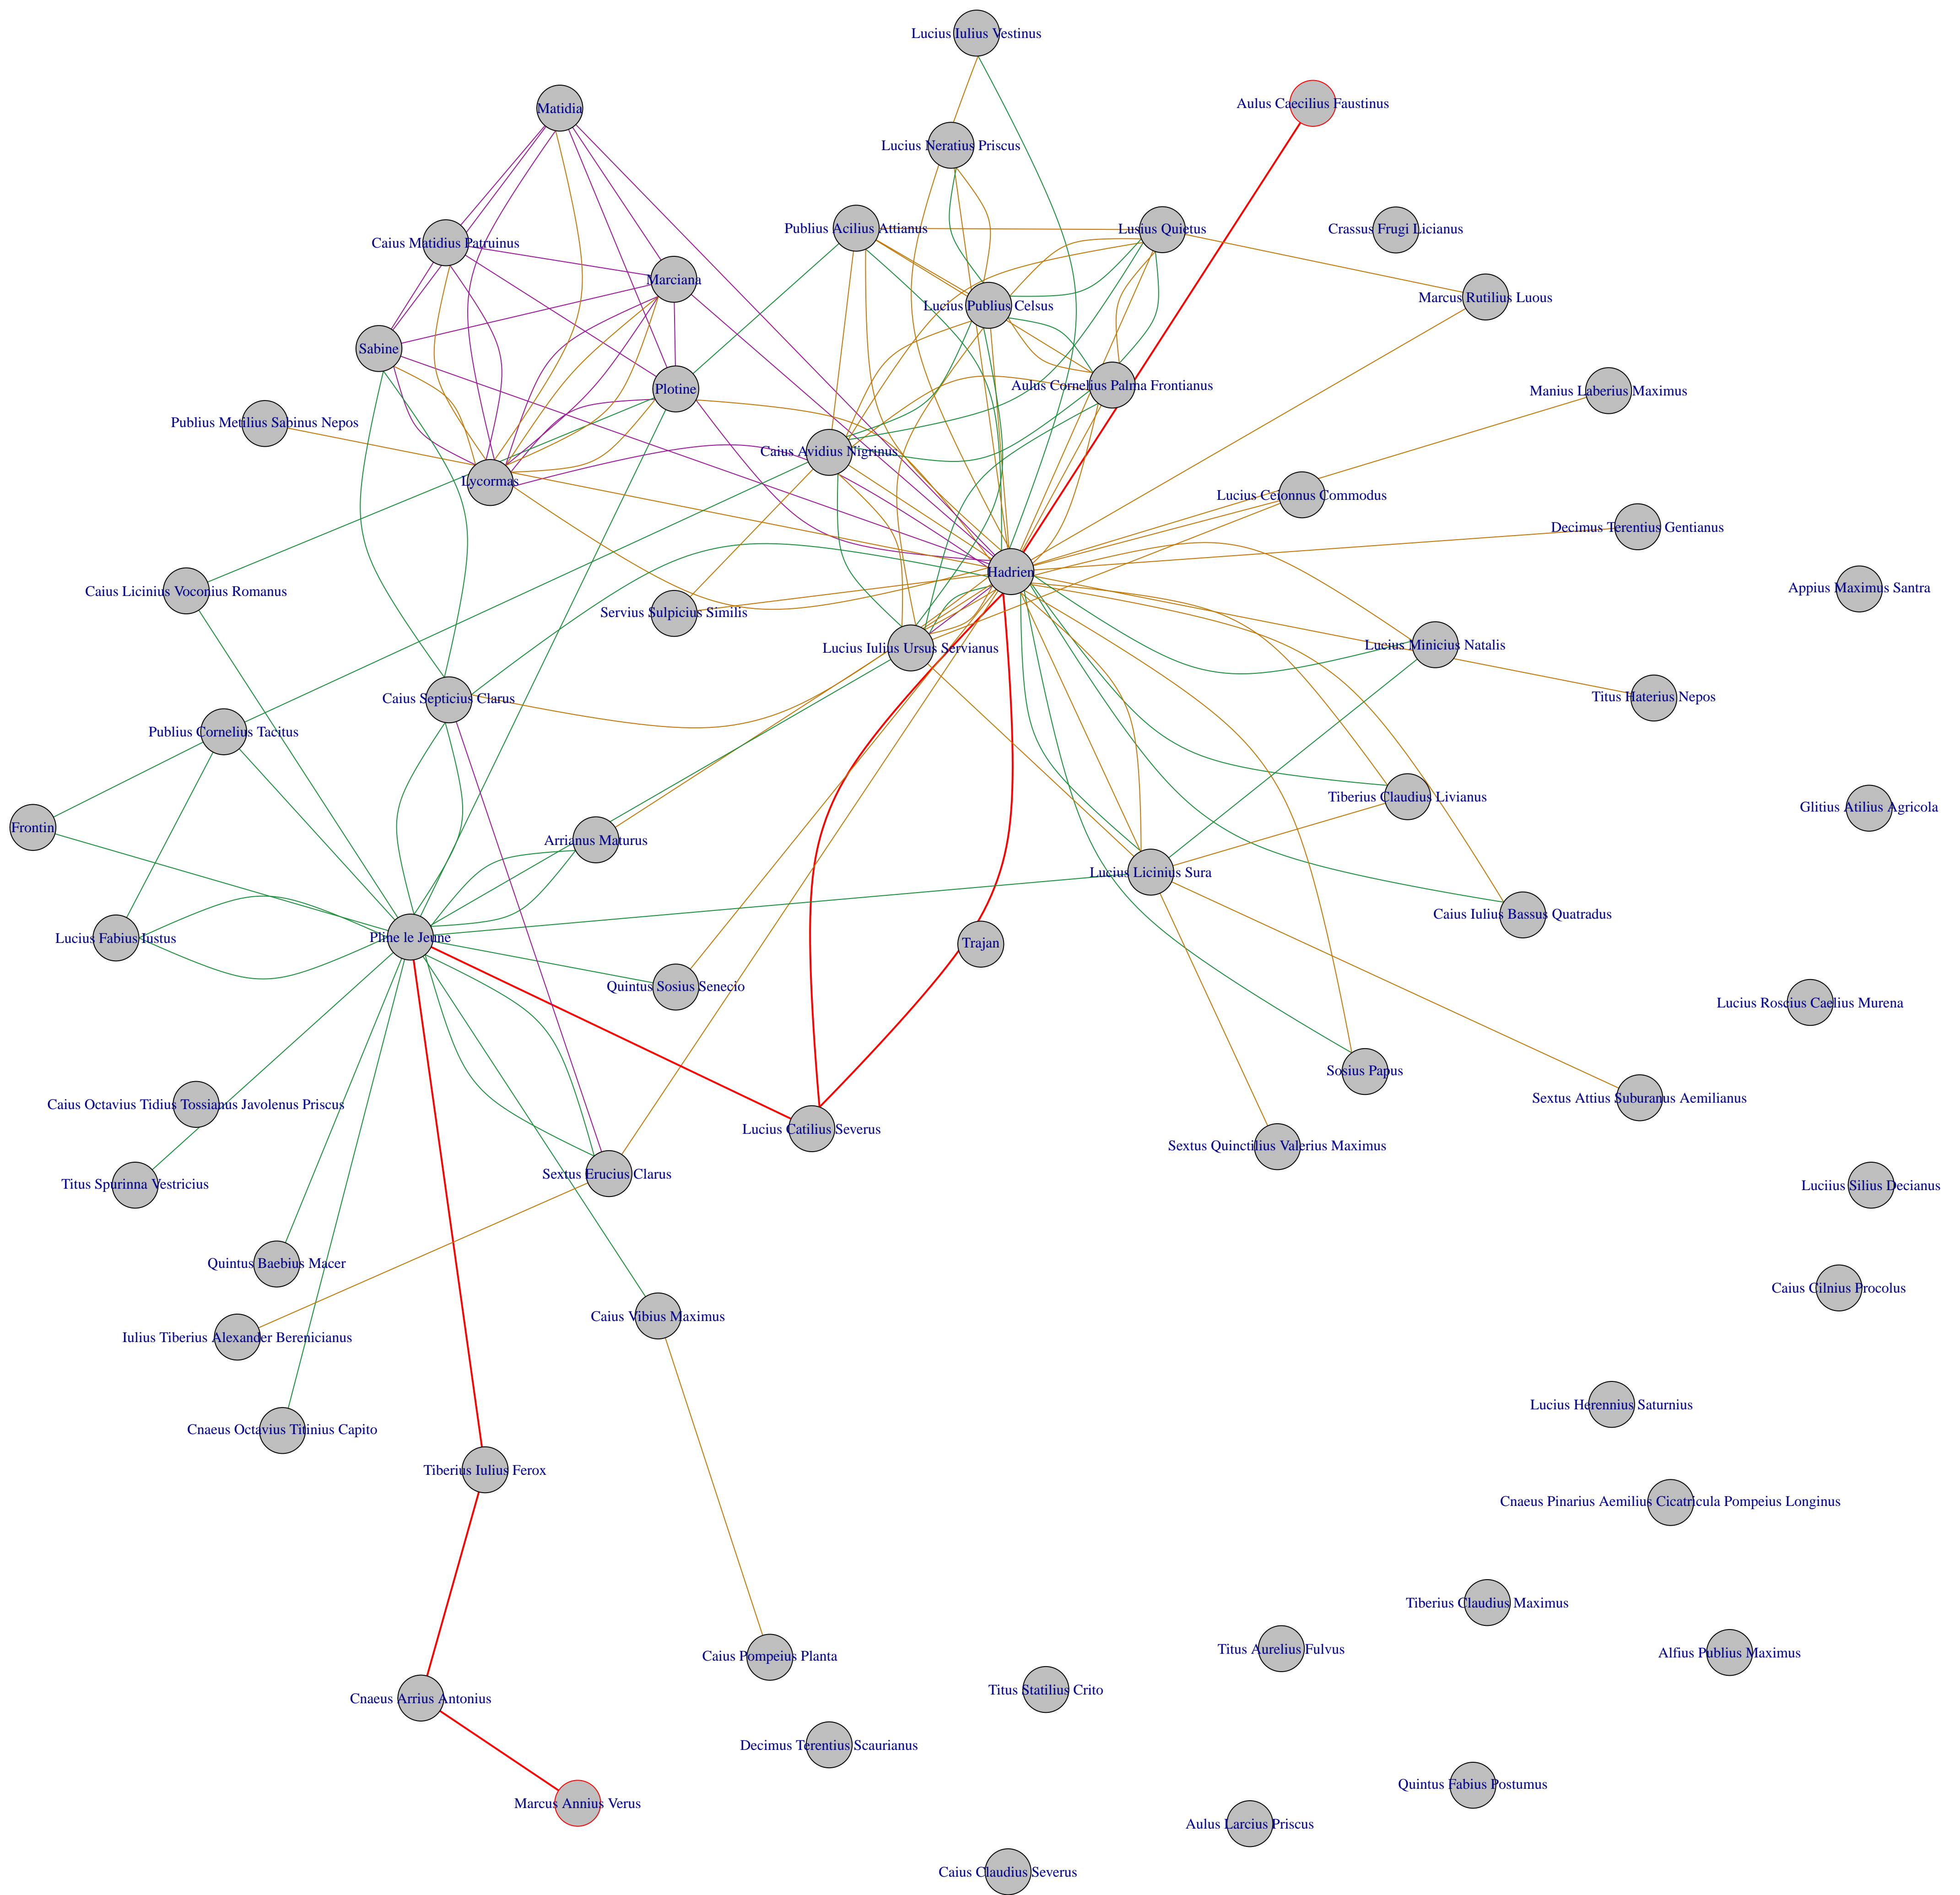 Lucius Iulius Vestinus
Matidia
Aulus Caecilius Faustinus
Lucius Neratius Priscus
Publius Acilius Attianus
Lusius Quietus
Crassus Frugi Licianus
Caius Matidius Patruinus
Marciana
Marcus Rutilius Luous
Lucius Publius Celsus
Sabine
Plotine
Aulus Cornelius Palma Frontianus
Manius Laberius Maximus
Publius Metilius Sabinus Nepos
Caius Avidius Nigrinus
Lycormas
Lucius Ceionnus Commodus
Decimus Terentius Gentianus
Hadrien
Caius Licinius Voconius Romanus
Appius Maximus Santra
Servius Sulpicius Similis
Lucius Iulius Ursus Servianus
Lucius Minicius Natalis
Caius Septicius Clarus
Titus Haterius Nepos
Publius Cornelius Tacitus
Tiberius Claudius Livianus
Glitius Atilius Agricola
Frontin
Arrianus Maturus
Lucius Licinius Sura
Caius Iulius Bassus Quatradus
Lucius Fabius Iustus
Pline le Jeune
Trajan
Quintus Sosius Senecio
Lucius Roscius Caelius Murena
Sosius Papus
Sextus Attius Suburanus Aemilianus
Caius Octavius Tidius Tossianus Javolenus Priscus
Lucius Catilius Severus
Sextus Quinctilius Valerius Maximus
Sextus Erucius Clarus
Titus Spurinna Vestricius
Luciius Silius Decianus
Quintus Baebius Macer
Caius Cilnius Procolus
Caius Vibius Maximus
Iulius Tiberius Alexander Berenicianus
Lucius Herennius Saturnius
Cnaeus Octavius Titinius Capito
Tiberius Iulius Ferox
Cnaeus Pinarius Aemilius Cicatricula Pompeius Longinus
Tiberius Claudius Maximus
Titus Aurelius Fulvus
Alfius Publius Maximus
Caius Pompeius Planta
Titus Statilius Crito
Cnaeus Arrius Antonius
Decimus Terentius Scaurianus
Quintus Fabius Postumus
Marcus Annius Verus
Aulus Larcius Priscus
Caius Claudius Severus